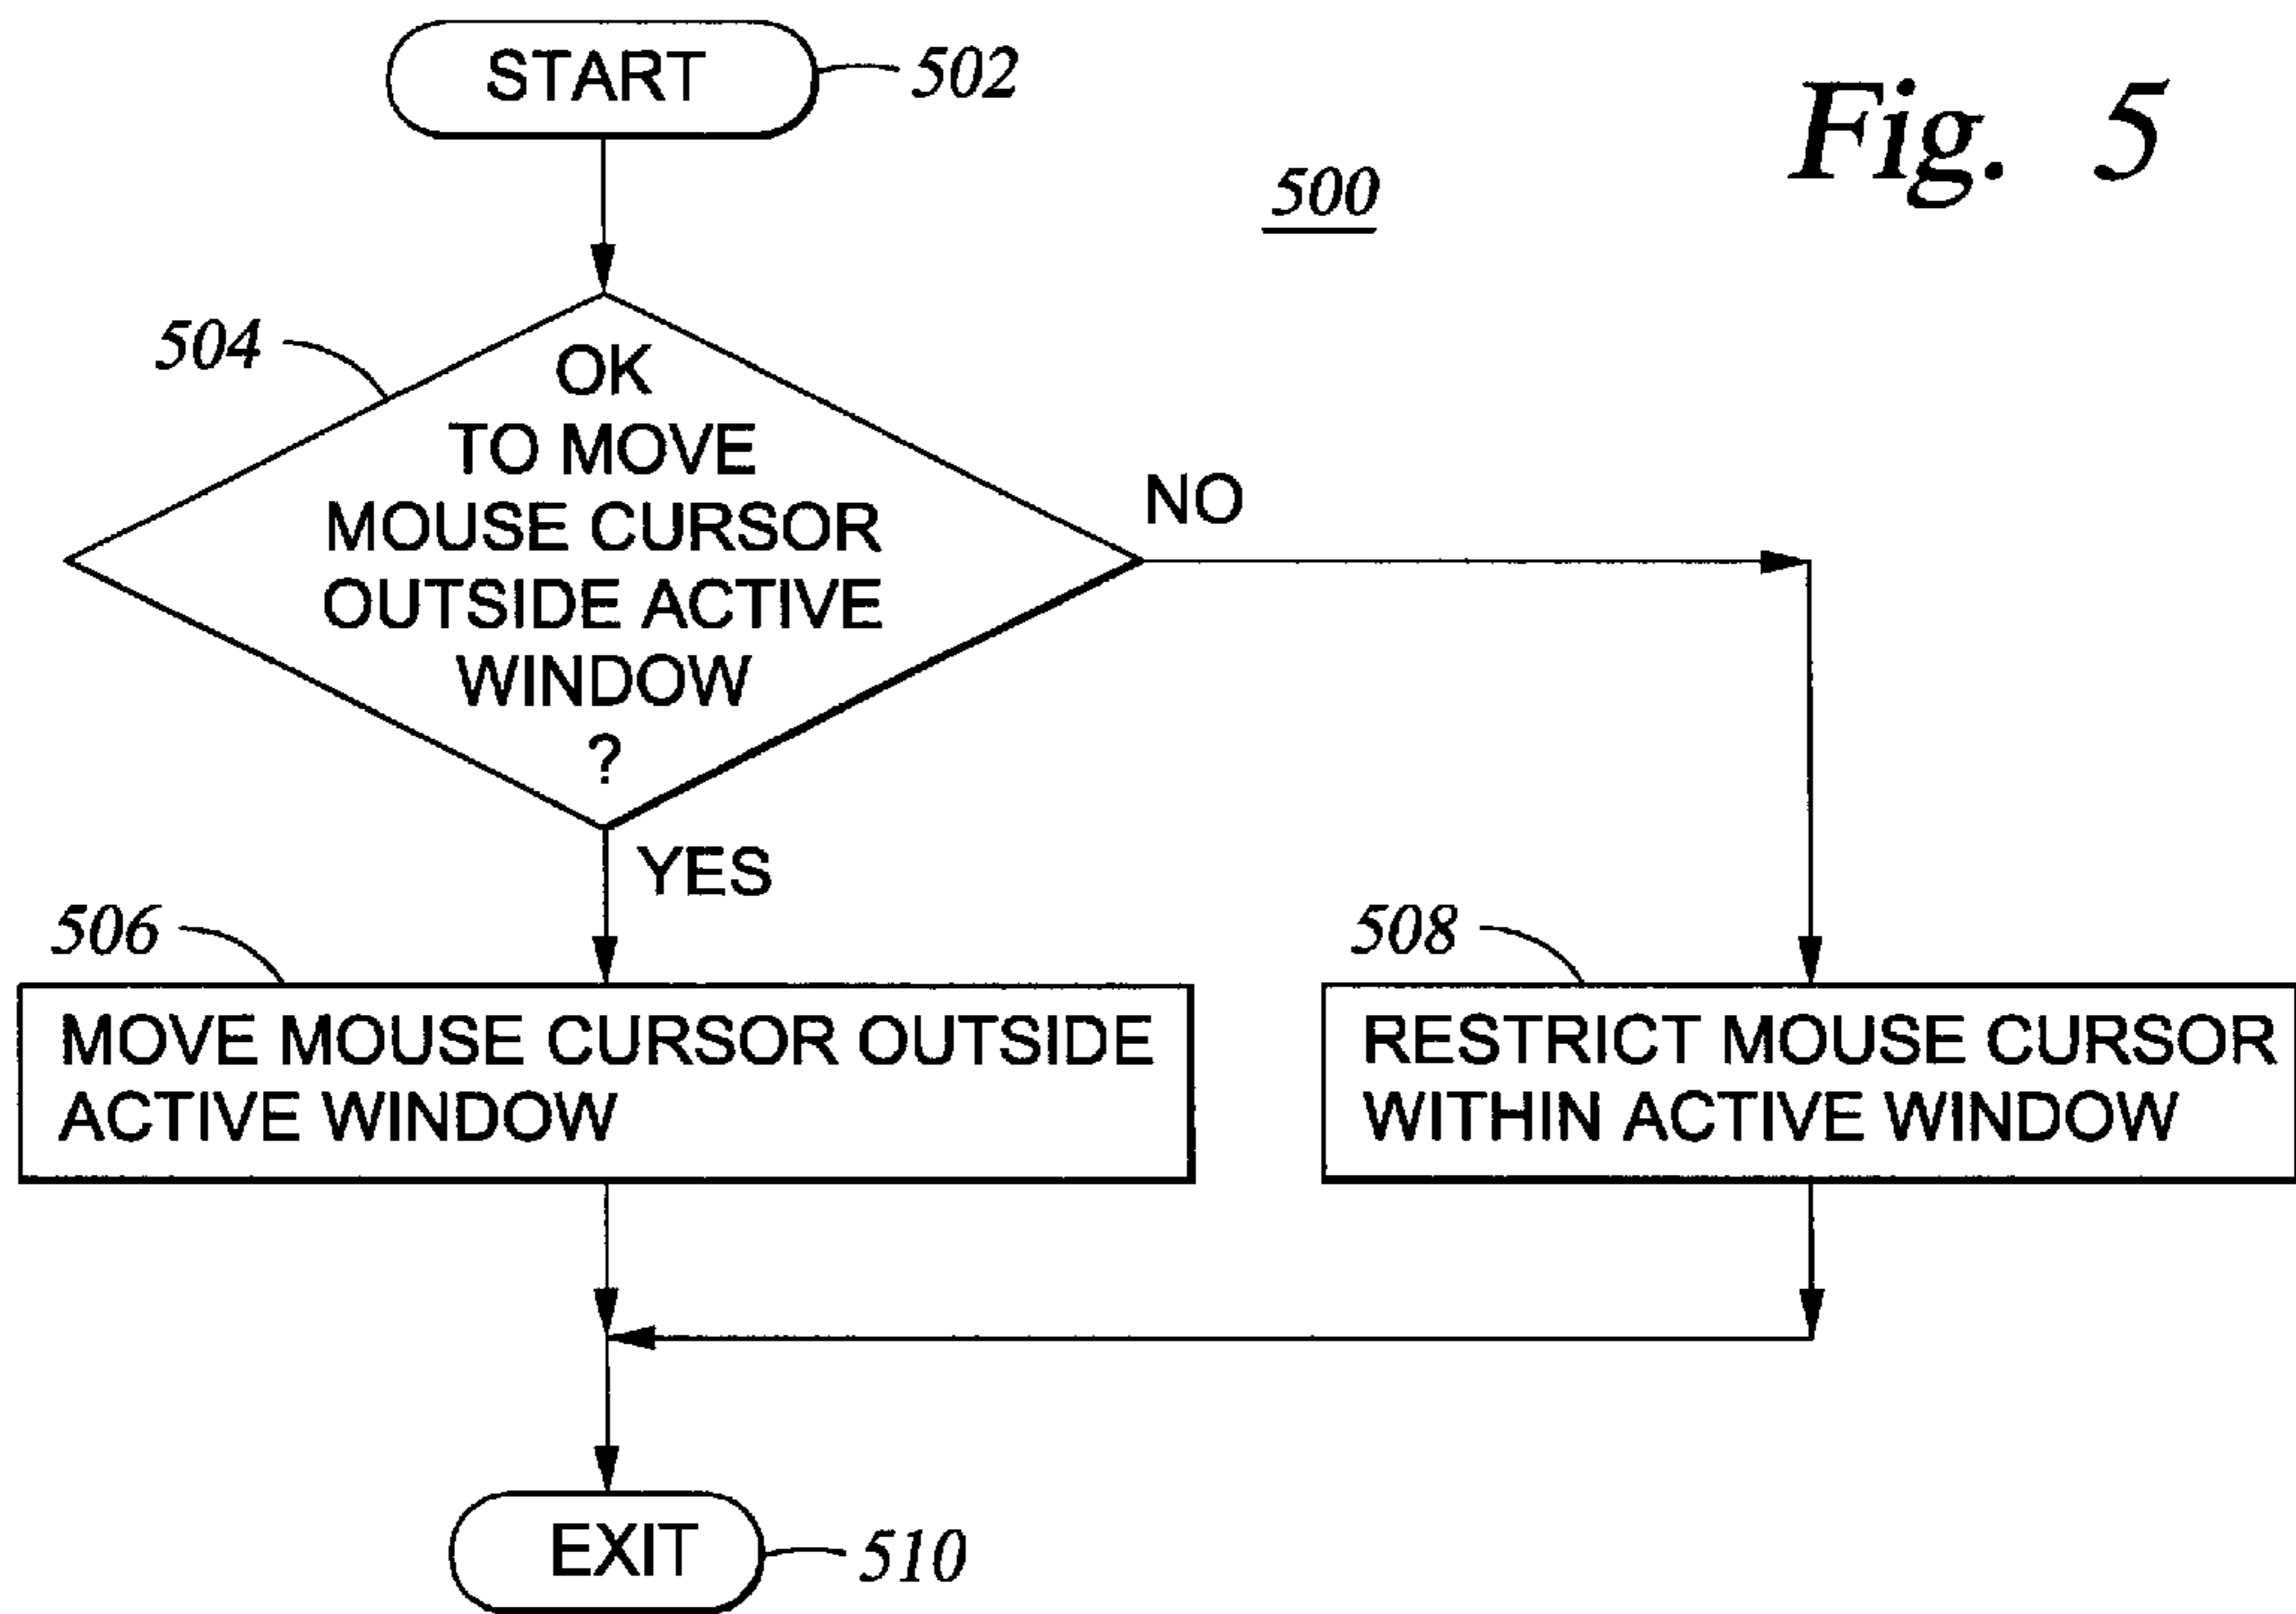 START
502
Fig. 5
500
504
OK
TO MOVE
MOUSE CURSOR
OUTSIDE ACTIVE
WINDOW
?
NO
YES
506
MOVE MOUSE CURSOR OUTSIDE
ACTIVE WINDOW
508
RESTRICT MOUSE CURSOR
WITHIN ACTIVE WINDOW
EXIT
510